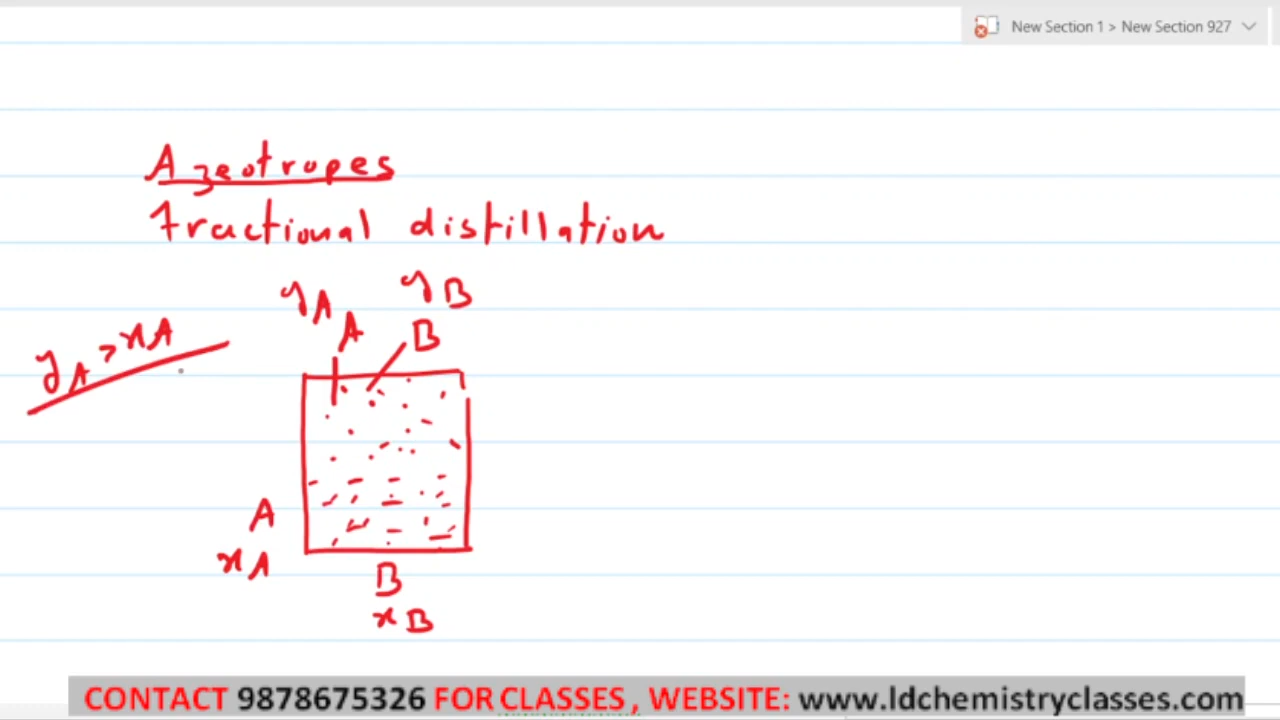 New Section 1 > New Section 927
Azeotropes
Fractional distillation
yA yB
A B
yA > xA
A
xA
B
xB
CONTACT 9878675326 FOR CLASSES , WEBSITE: www.ldchemistryclasses.com